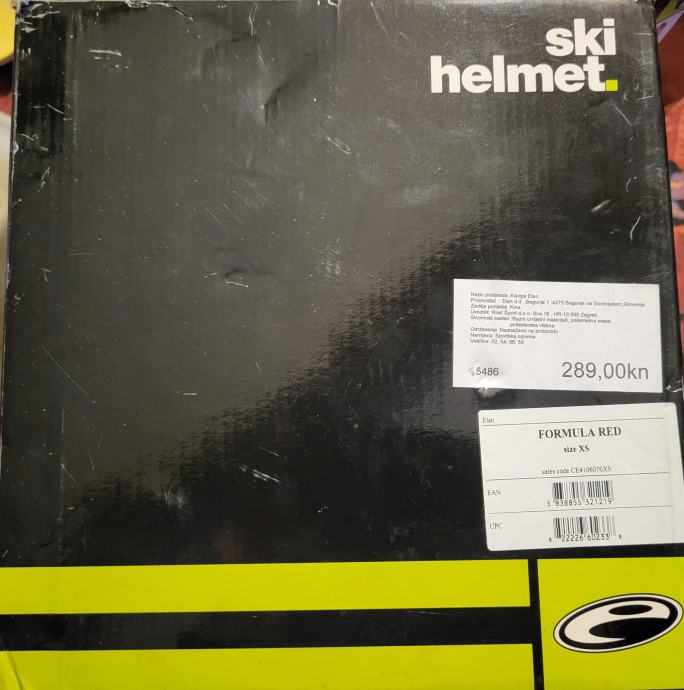 ski
helmet.
Naziv proizvoda :Kaciga Elan
Proizvođač : Elan d.d. ,Begunje 1 ,4275 Begunje na Gorenjskem,Slovenija
Zemlja porijekla :Kina
Uvoznik :Rost Šport d.o.o. 16 , HR-10 000 Zagreb
Sirovinski sastav :Razni umjetni materijali, poliamidna masa,
poliesterska vlakna
Održavanje :Naznačeno na proizvodu
Namjena :Sportska oprema
Veličine :52, 54, 56, 58
5486 289,00kn
Elan
FORMULA RED
size XS
sales code CE4106070XS
EAN
3 838855 321219
UPC
8 22226 60233 8